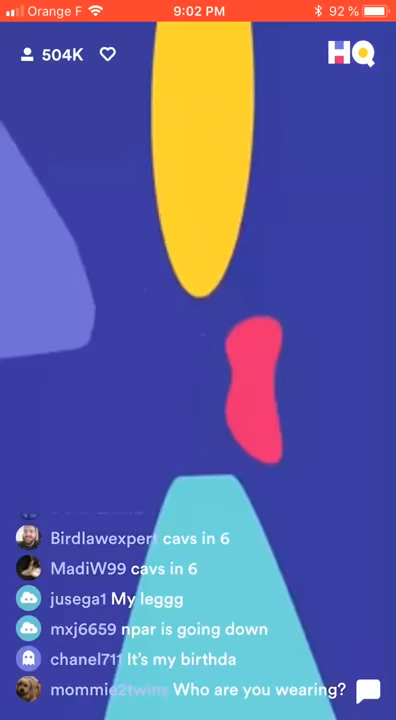 Orange F
9:02 PM
92 %
504K
HQ
Birdlawexpert cavs in 6
MadiW99 cavs in 6
jusega1 My leggg
mxj6659 npar is going down
chanel711 It's my birthda
mommie2twins Who are you wearing?